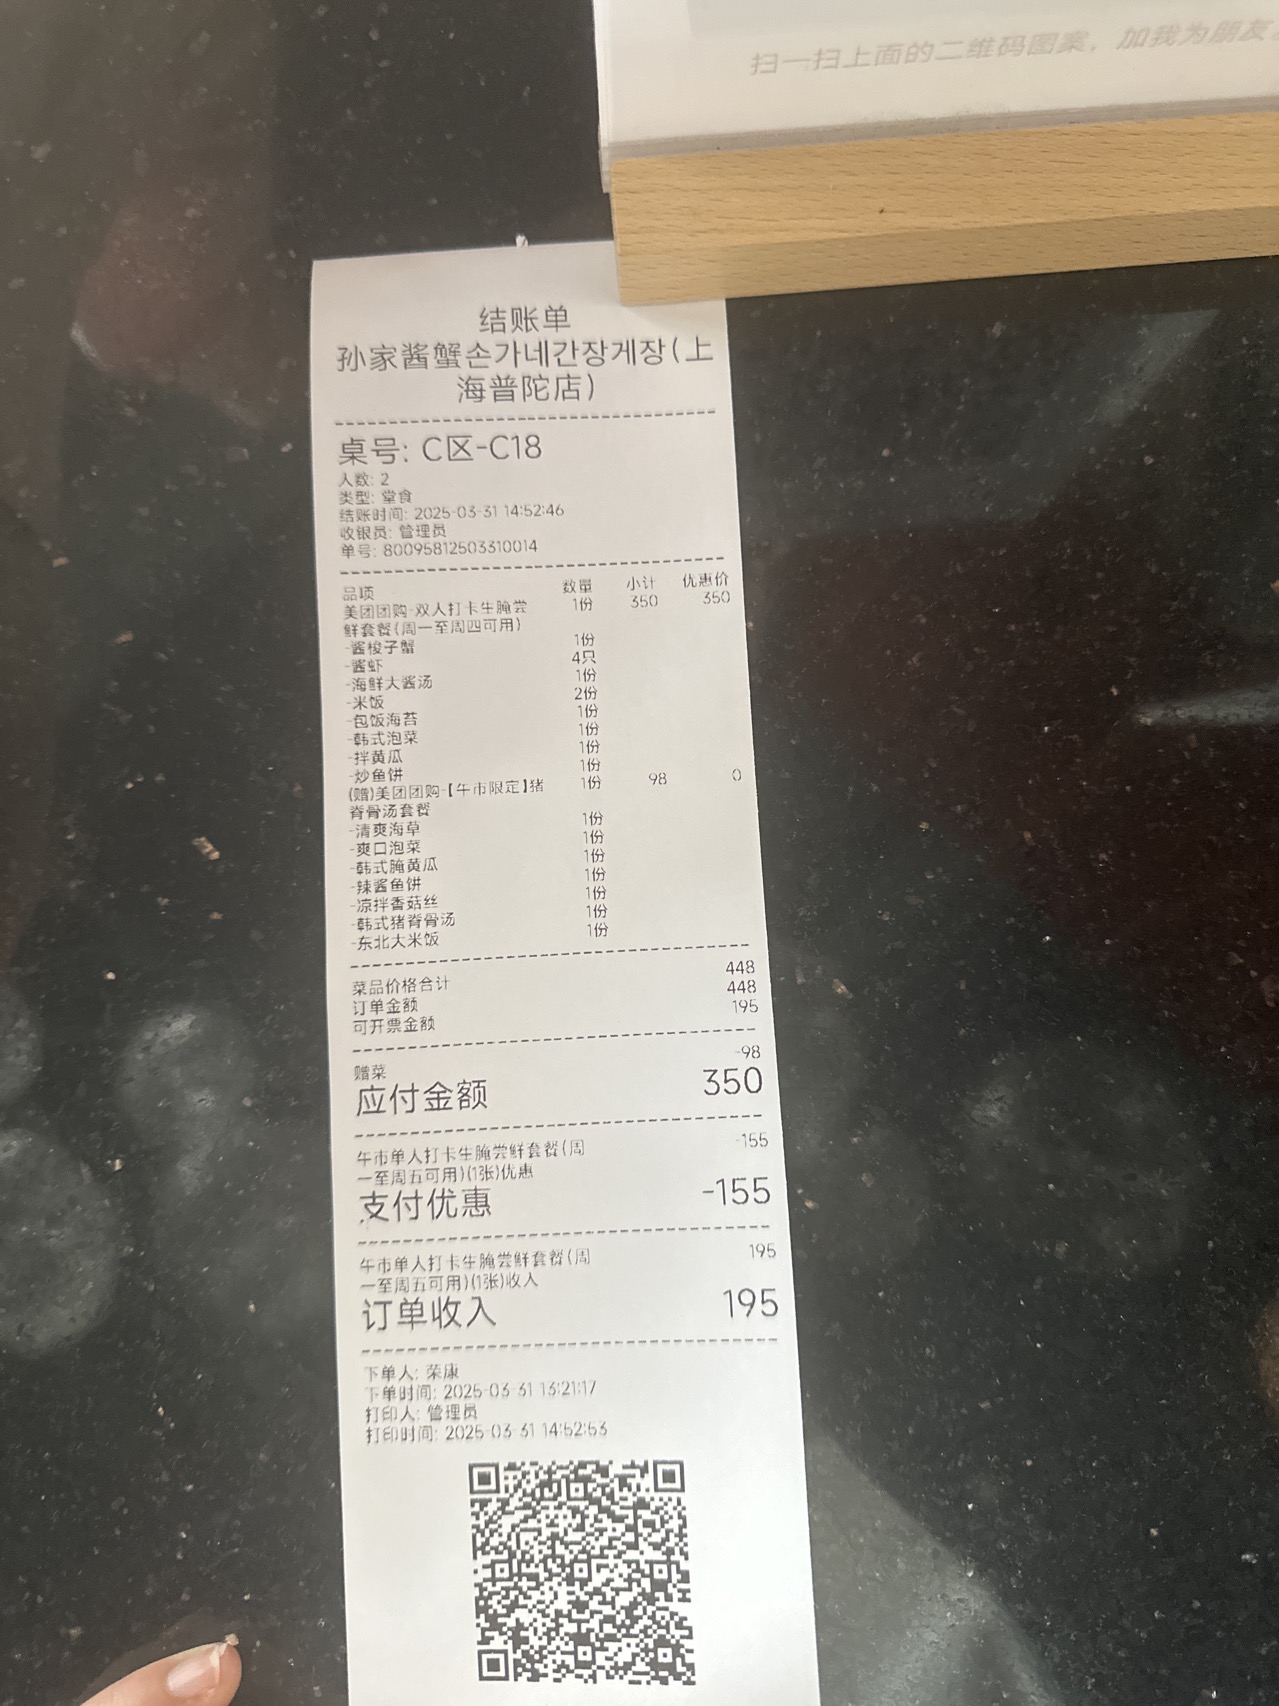 扫一扫上面的二维码图案，加我为朋友
结账单
孙家酱蟹손가네간장게장(上
海普陀店)
桌号: C区-C18
人数: 2
类型: 堂食
结账时间: 2025-03-31 14:52:46
收银员: 管理员
单号: 80095812503310014
品项 数量 小计 优惠价
美团团购-双人打卡生腌尝 1份 350 350
鲜套餐(周一至周四可用)
-酱梭子蟹 1份
-酱虾 4只
-海鲜大酱汤 1份
-米饭 2份
-包饭海苔 1份
-韩式泡菜 1份
-拌黄瓜 1份
-炒鱼饼 1份
(赠)美团团购-【午市限定】猪 1份 98 0
脊骨汤套餐
-清爽海草 1份
-爽口泡菜 1份
-韩式腌黄瓜 1份
-辣酱鱼饼 1份
-凉拌香菇丝 1份
-韩式猪脊骨汤 1份
-东北大米饭 1份
菜品价格合计 448
订单金额 448
可开票金额 195
赠菜 -98
应付金额 350
午市单人打卡生腌尝鲜套餐(周 -155
一至周五可用)(1张)优惠
支付优惠 -155
午市单人打卡生腌尝鲜套餐(周 195
一至周五可用)(1张)收入
订单收入 195
下单人: 荣康
下单时间: 2025-03-31 13:21:17
打印人: 管理员
打印时间: 2025-03-31 14:52:53